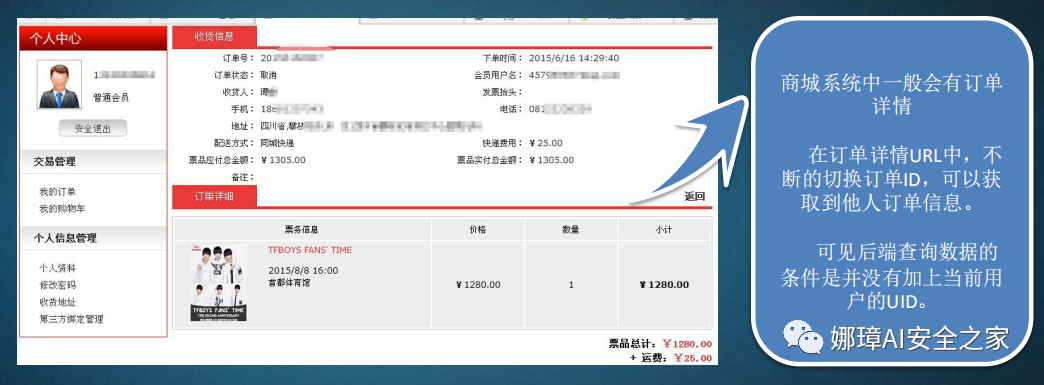 个人中心
普通会员
安全退出
交易管理
我的订单
我的购物车
个人信息管理
个人资料
修改密码
收货地址
第三方绑定管理
收货信息
订单号： 20
下单时间： 2015/6/16 14:29:40
订单状态： 取消
会员用户名： 4579
收货人： 谭
发票抬头：
手机： 18
电话： 081
地址： 四川省,攀枝
配送方式： 同城快递
快递费用： ¥ 25.00
票品应付总金额： ¥ 1305.00
票品实付总金额： ¥ 1305.00
备注：
订单详细
返回
票务信息 价格 数量 小计
TFBOYS FANS' TIME
2015/8/8 16:00
首都体育馆
¥ 1280.00 1 ¥ 1280.00
TFBOYS FANS' TIME
票品总计： ¥1280.00
+ 运费： ¥25.00
商城系统中一般会有订单
详情
在订单详情URL中，不
断的切换订单ID，可以获
取到他人订单信息。
可见后端查询数据的
条件是并没有加上当前用
户的UID。
娜璋AI安全之家